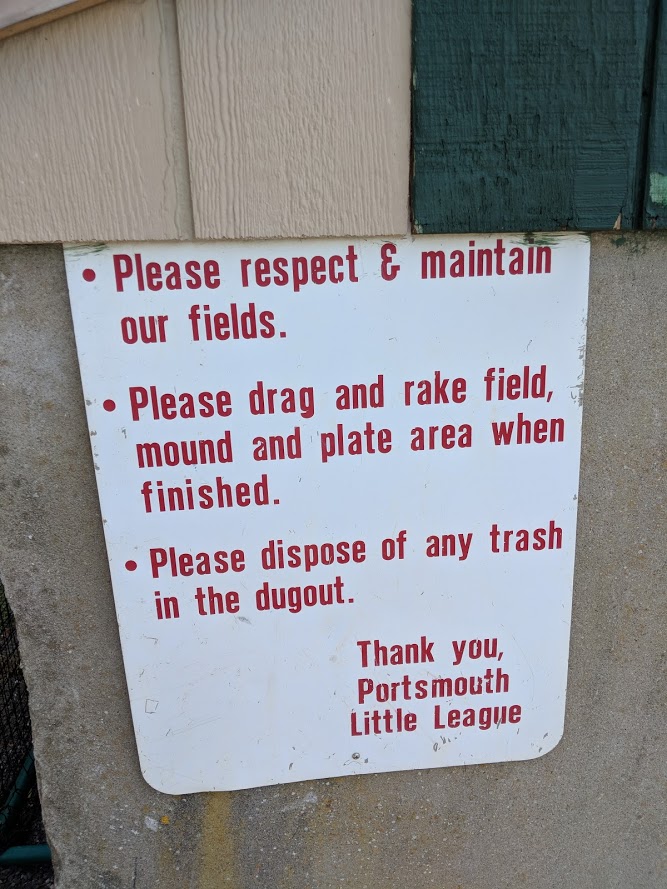 • Please respect & maintain
our fields.
• Please drag and rake field,
mound and plate area when
finished.
• Please dispose of any trash
in the dugout.
Thank you,
Portsmouth
Little League